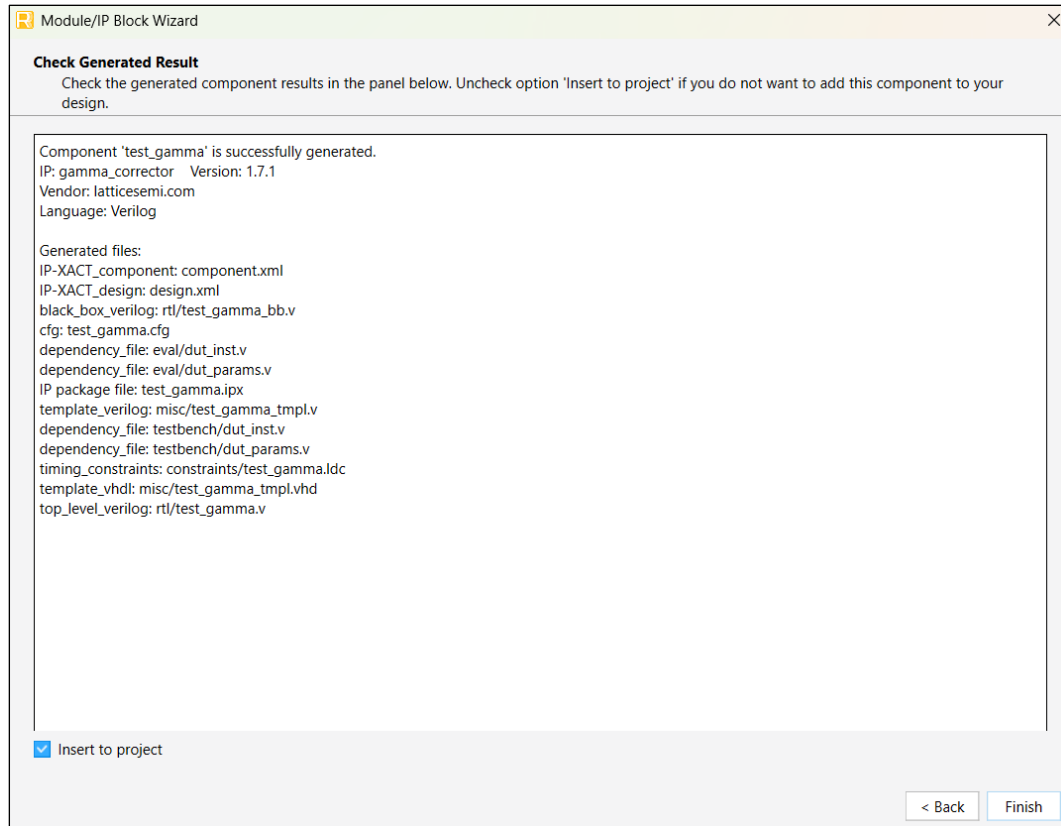 Module/IP Block Wizard
Check Generated Result
Check the generated component results in the panel below. Uncheck option 'Insert to project' if you do not want to add this component to your
design.
Component 'test_gamma' is successfully generated.
IP: gamma_corrector    Version: 1.7.1
Vendor: latticesemi.com
Language: Verilog
Generated files:
IP-XACT_component: component.xml
IP-XACT_design: design.xml
black_box_verilog: rtl/test_gamma_bb.v
cfg: test_gamma.cfg
dependency_file: eval/dut_inst.v
dependency_file: eval/dut_params.v
IP package file: test_gamma.ipx
template_verilog: misc/test_gamma_tmpl.v
dependency_file: testbench/dut_inst.v
dependency_file: testbench/dut_params.v
timing_constraints: constraints/test_gamma.ldc
template_vhdl: misc/test_gamma_tmpl.vhd
top_level_verilog: rtl/test_gamma.v
Insert to project
< Back Finish